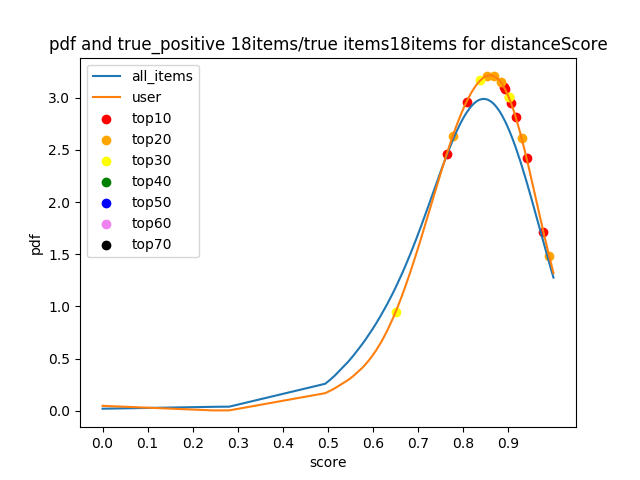 pdf and true_positive 18items/true items18items for distanceScore
all_items
user
top10
top20
top30
top40
top50
top60
top70
3.0
2.5
2.0
1.5
1.0
0.5
0.0
pdf
0.0 0.1 0.2 0.3 0.4 0.5 0.6 0.7 0.8 0.9
score